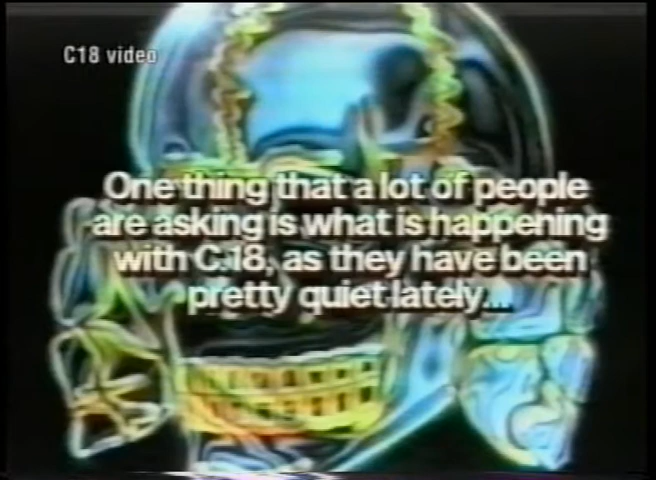 C18 video
One thing that a lot of people
are asking is what is happening
with C.18, as they have been
pretty quiet lately...